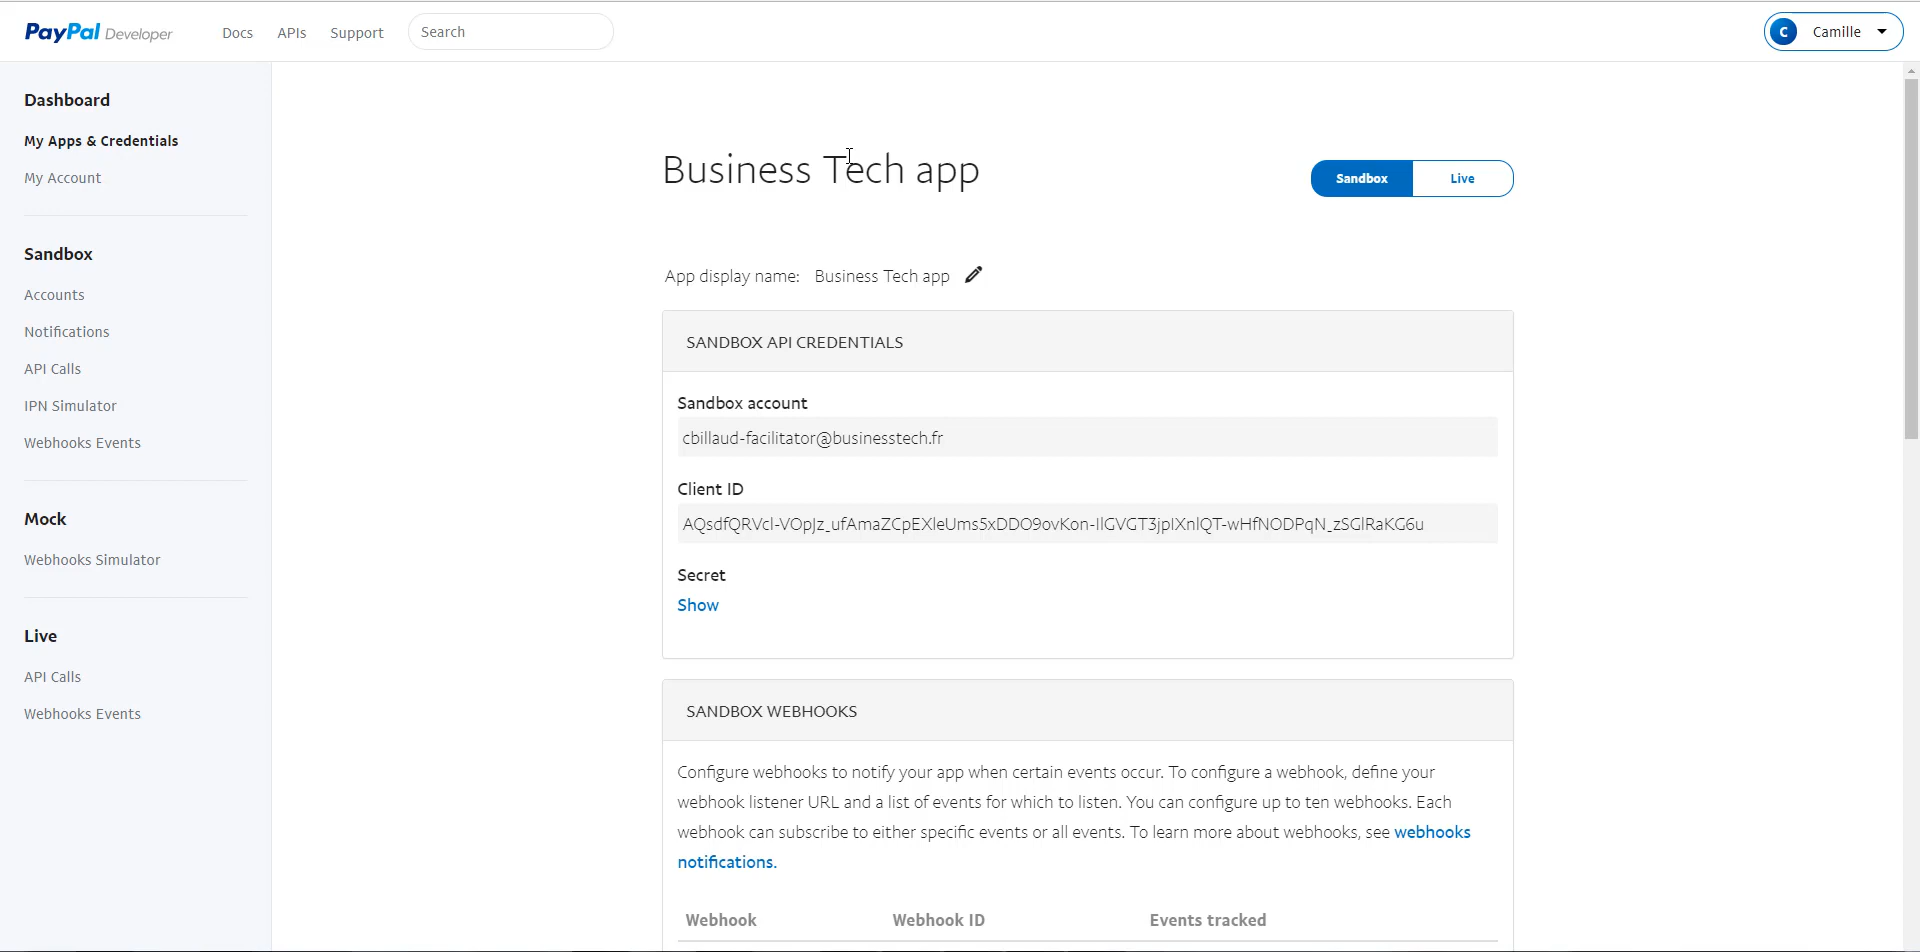 PayPal Developer
Docs
APIs
Support
Search
C
Camille
Dashboard
My Apps & Credentials
My Account
Sandbox
Accounts
Notifications
API Calls
IPN Simulator
Webhooks Events
Mock
Webhooks Simulator
Live
API Calls
Webhooks Events
Business Tech app
Sandbox
Live
App display name: Business Tech app
SANDBOX API CREDENTIALS
Sandbox account
cbillaud-facilitator@businesstech.fr
Client ID
AQsdfQRVcl-VOpJz_ufAmaZCpEXleUms5xDDO9ovKon-IlGVGT3jpIXnlQT-wHfNODPqN_zSGlRaKG6u
Secret
Show
SANDBOX WEBHOOKS
Configure webhooks to notify your app when certain events occur. To configure a webhook, define your
webhook listener URL and a list of events for which to listen. You can configure up to ten webhooks. Each
webhook can subscribe to either specific events or all events. To learn more about webhooks, see webhooks
notifications.
Webhook
Webhook ID
Events tracked